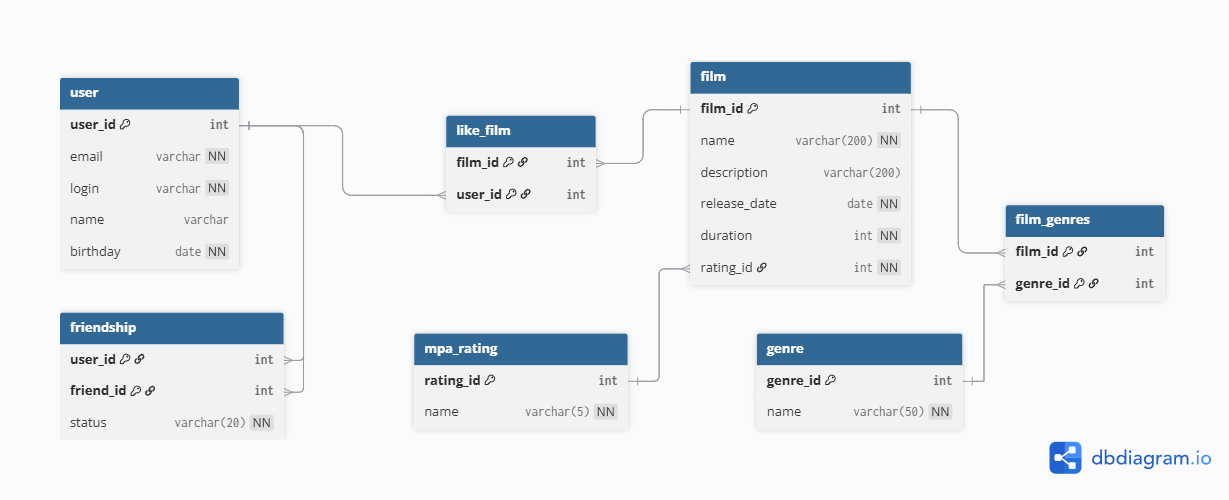 user
user_id int
email varchar NN
login varchar NN
name varchar
birthday date NN
friendship
user_id int
friend_id int
status varchar(20) NN
like_film
film_id int
user_id int
mpa_rating
rating_id int
name varchar(5) NN
film
film_id int
name varchar(200) NN
description varchar(200)
release_date date NN
duration int NN
rating_id int NN
genre
genre_id int
name varchar(50) NN
film_genres
film_id int
genre_id int
dbdiagram.io